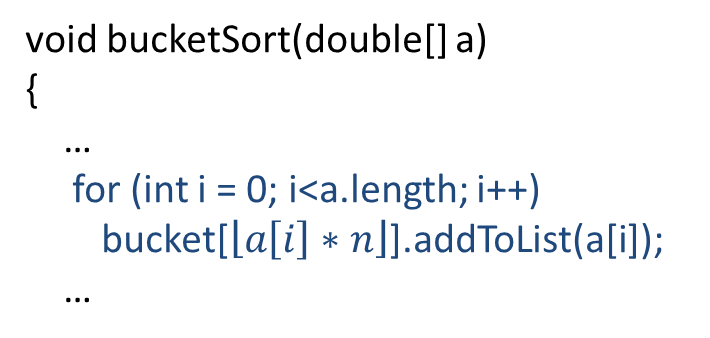 void bucketSort(double[] a)
{
...
for (int i = 0; i<a.length; i++)
bucket[⌊𝑎[𝑖] ∗ 𝑛⌋].addToList(a[i]);
...